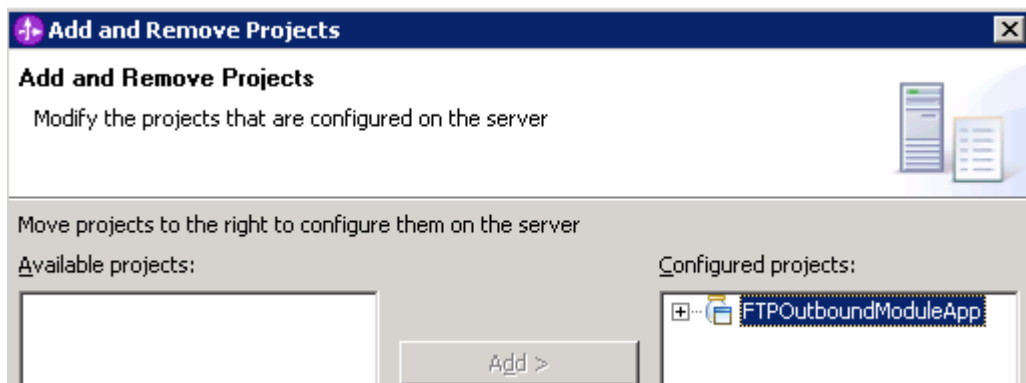 Add and Remove Projects
Add and Remove Projects
Modify the projects that are configured on the server
Move projects to the right to configure them on the server
Available projects:
Configured projects:
FTPOutboundModuleApp
Add >